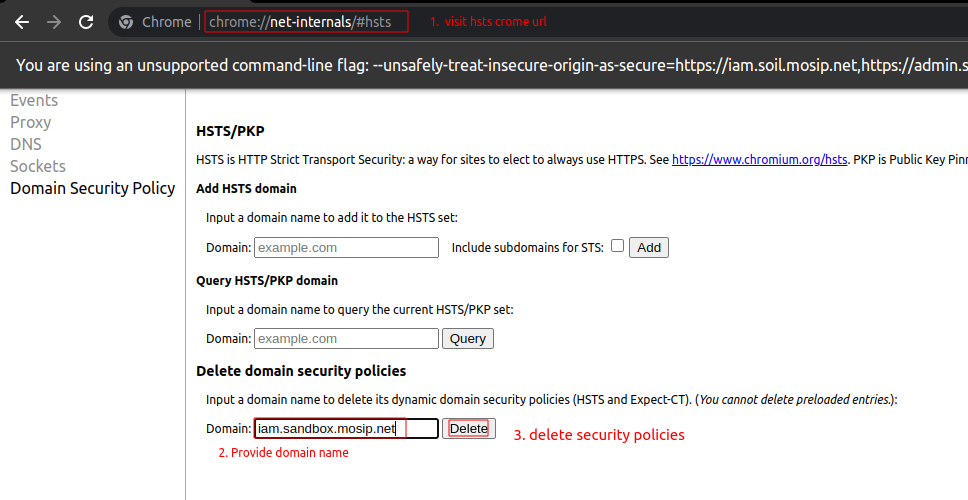 Chrome | chrome://net-internals/#hsts 1. visit hsts crome url
You are using an unsupported command-line flag: --unsafely-treat-insecure-origin-as-secure=https://iam.soil.mosip.net,https://admin.s
Events
Proxy
DNS
Sockets
Domain Security Policy
HSTS/PKP
HSTS is HTTP Strict Transport Security: a way for sites to elect to always use HTTPS. See https://www.chromium.org/hsts. PKP is Public Key Pinn
Add HSTS domain
Input a domain name to add it to the HSTS set:
Domain: example.com Include subdomains for STS: Add
Query HSTS/PKP domain
Input a domain name to query the current HSTS/PKP set:
Domain: example.com Query
Delete domain security policies
Input a domain name to delete its dynamic domain security policies (HSTS and Expect-CT). (You cannot delete preloaded entries.):
Domain: iam.sandbox.mosip.net Delete 3. delete security policies
2. Provide domain name